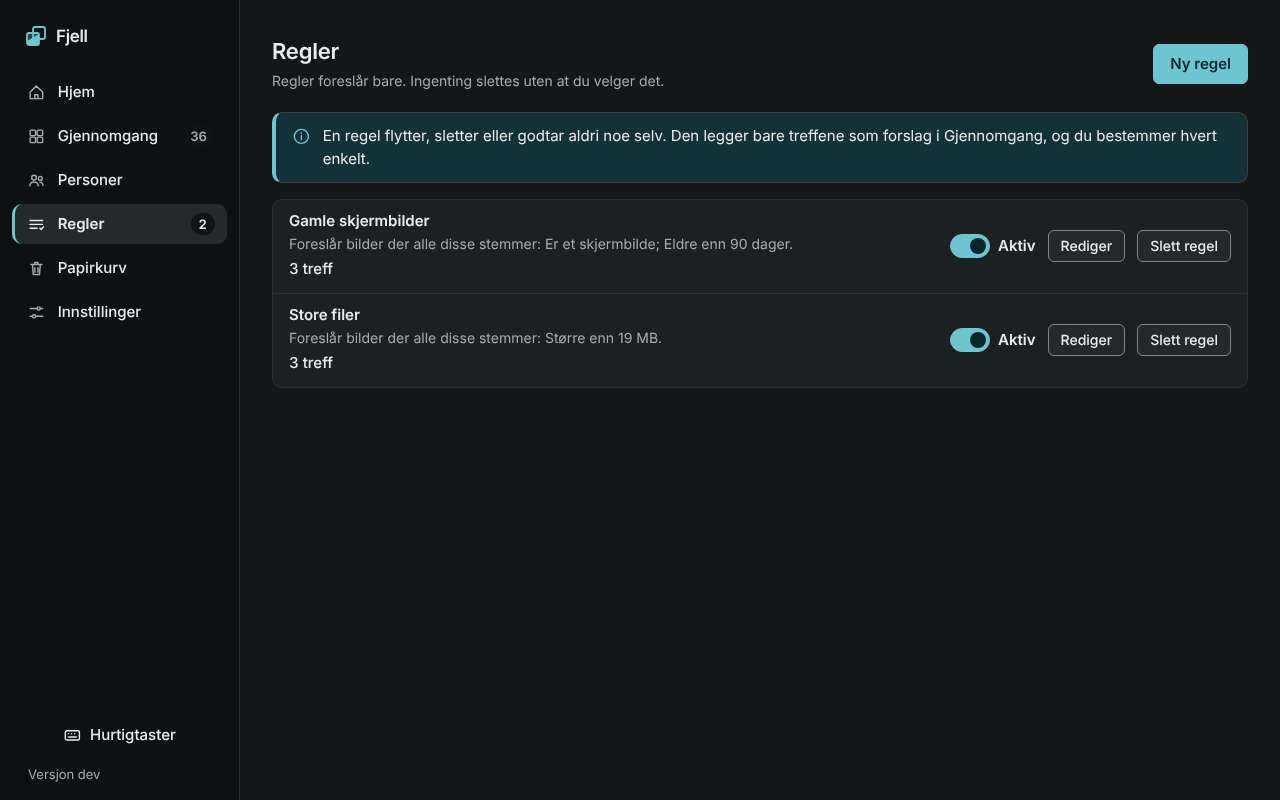 Fjell
Hjem
Gjennomgang 36
Personer
Regler 2
Papirkurv
Innstillinger
Hurtigtaster
Versjon dev
Regler
Regler foreslår bare. Ingenting slettes uten at du velger det.
Ny regel
En regel flytter, sletter eller godtar aldri noe selv. Den legger bare treffene som forslag i Gjennomgang, og du bestemmer hvert
enkelt.
Gamle skjermbilder
Foreslår bilder der alle disse stemmer: Er et skjermbilde; Eldre enn 90 dager.
3 treff
Aktiv Rediger Slett regel
Store filer
Foreslår bilder der alle disse stemmer: Større enn 19 MB.
3 treff
Aktiv Rediger Slett regel